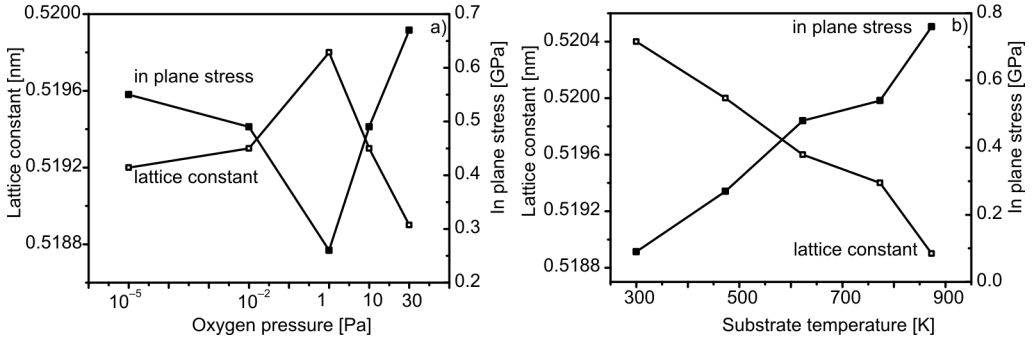 a)
0.5200
0.5196
0.5192
0.5188
Lattice constant [nm]
in plane stress
lattice constant
0.7
0.6
0.5
0.4
0.3
0.2
In plane stress [GPa]
10⁻⁵ 10⁻² 1 10 30
Oxygen pressure [Pa]
b)
0.5204
0.5200
0.5196
0.5192
0.5188
Lattice constant [nm]
in plane stress
lattice constant
0.8
0.6
0.4
0.2
0.0
In plane stress [GPa]
300 500 700 900
Substrate temperature [K]